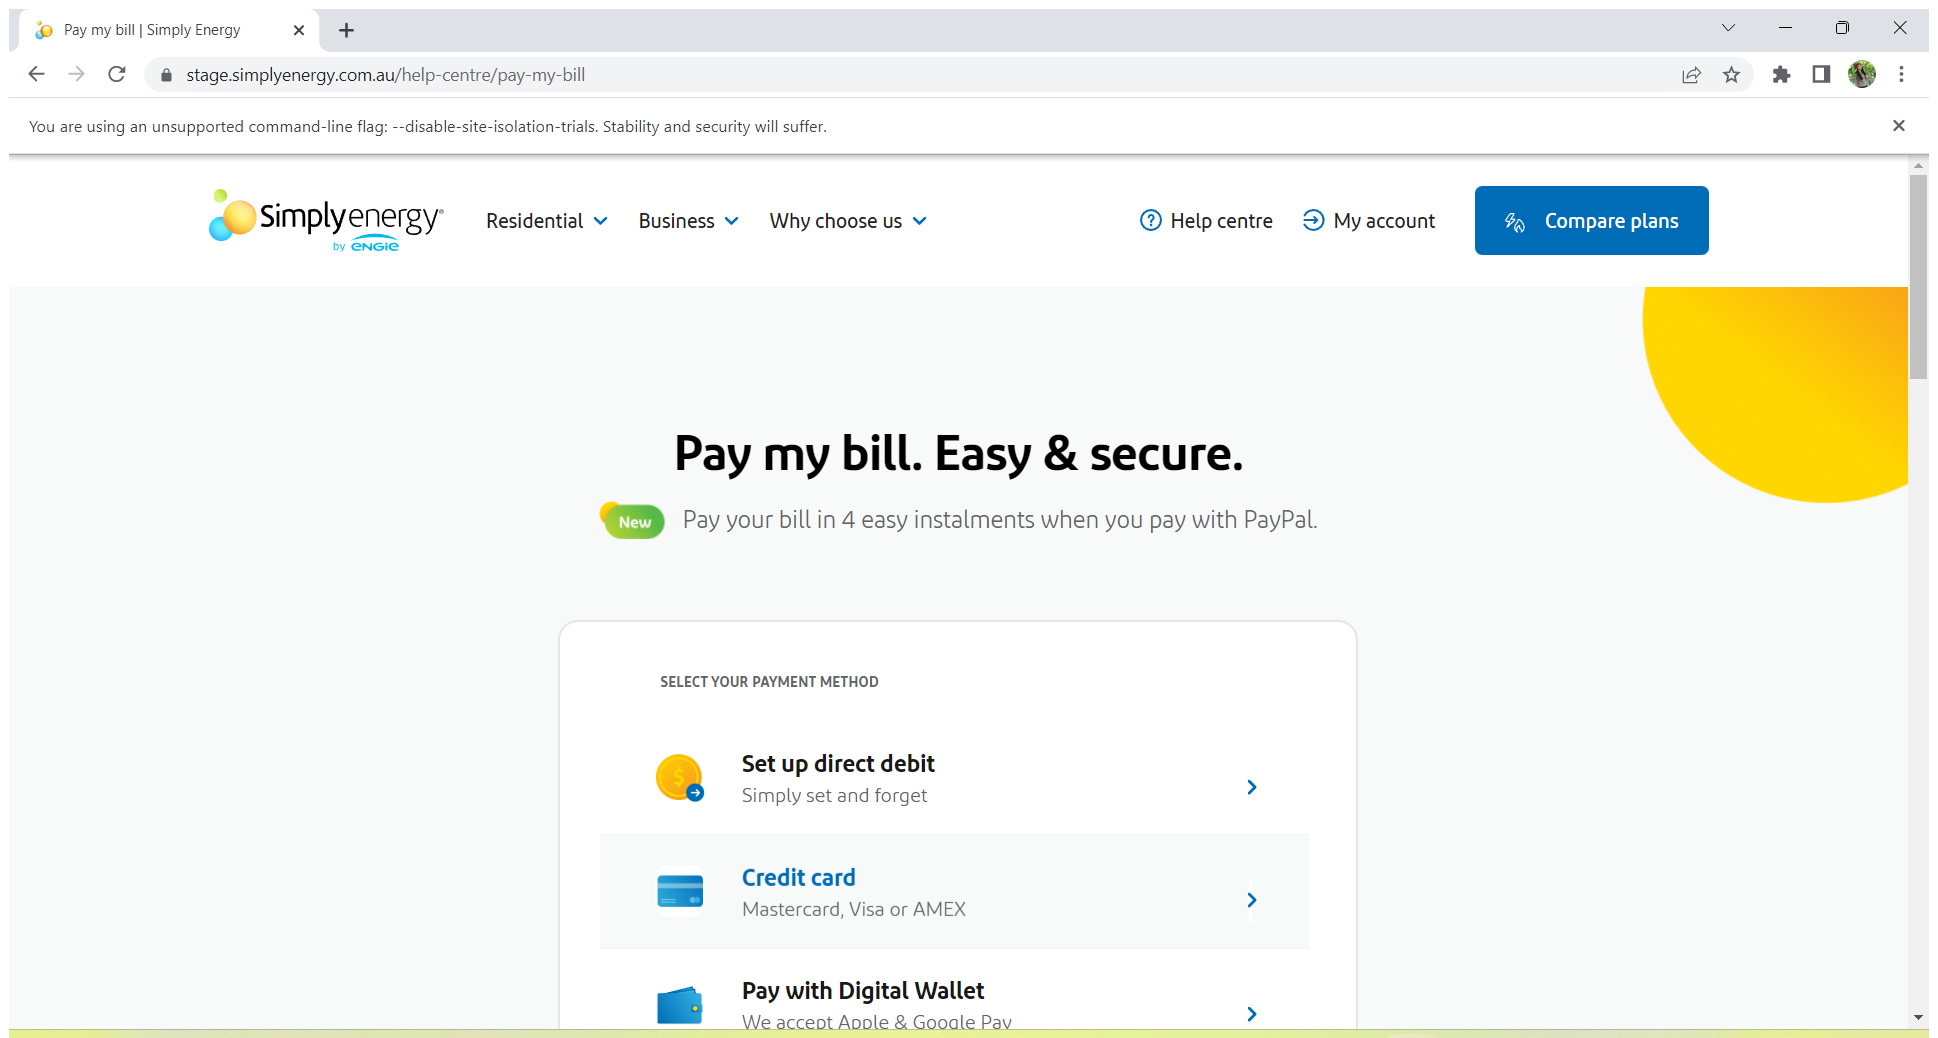 Pay my bill | Simply Energy
stage.simplyenergy.com.au/help-centre/pay-my-bill
You are using an unsupported command-line flag: --disable-site-isolation-trials. Stability and security will suffer.
Simplyenergy®
by ENGIE
Residential
Business
Why choose us
Help centre
My account
Compare plans
Pay my bill. Easy & secure.
New Pay your bill in 4 easy instalments when you pay with PayPal.
SELECT YOUR PAYMENT METHOD
Set up direct debit
Simply set and forget
Credit card
Mastercard, Visa or AMEX
Pay with Digital Wallet
We accept Apple & Google Pay